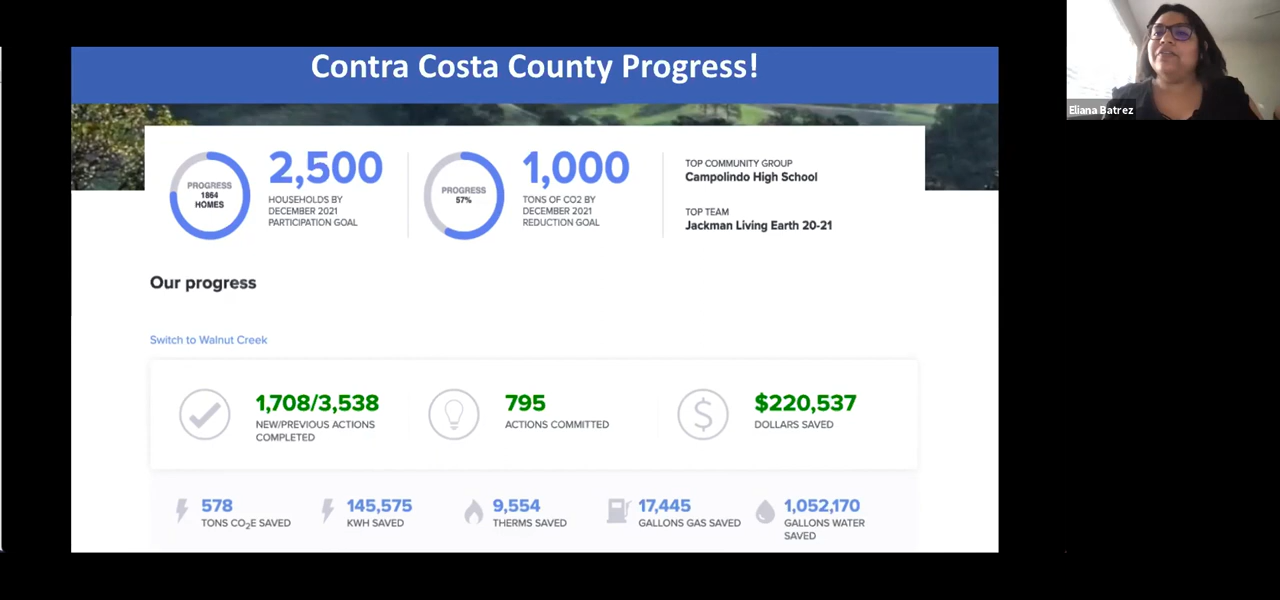 Contra Costa County Progress!
PROGRESS
1864
HOMES
2,500
HOUSEHOLDS BY
DECEMBER 2021
PARTICIPATION GOAL
PROGRESS
57%
1,000
TONS OF CO2 BY
DECEMBER 2021
REDUCTION GOAL
TOP COMMUNITY GROUP
Campolindo High School
TOP TEAM
Jackman Living Earth 20-21
Eliana Batrez
Our progress
Switch to Walnut Creek
1,708/3,538
NEW/PREVIOUS ACTIONS
COMPLETED
795
ACTIONS COMMITTED
$220,537
DOLLARS SAVED
578
TONS CO2E SAVED
145,575
KWH SAVED
9,554
THERMS SAVED
17,445
GALLONS GAS SAVED
1,052,170
GALLONS WATER
SAVED